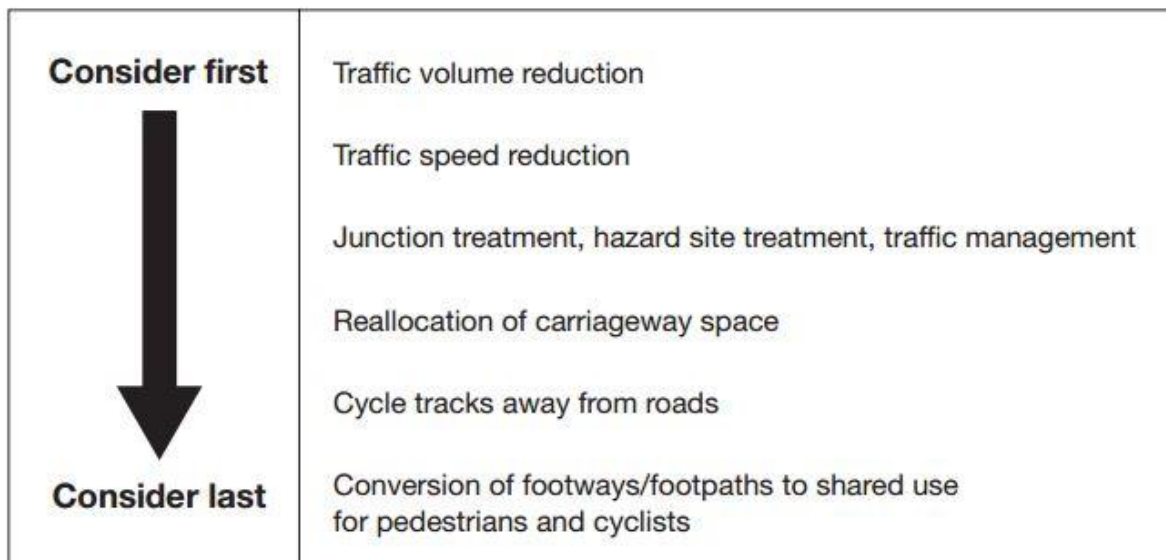 Consider first
Traffic volume reduction
Traffic speed reduction
Junction treatment, hazard site treatment, traffic management
Reallocation of carriageway space
Cycle tracks away from roads
Consider last
Conversion of footways/footpaths to shared use
for pedestrians and cyclists